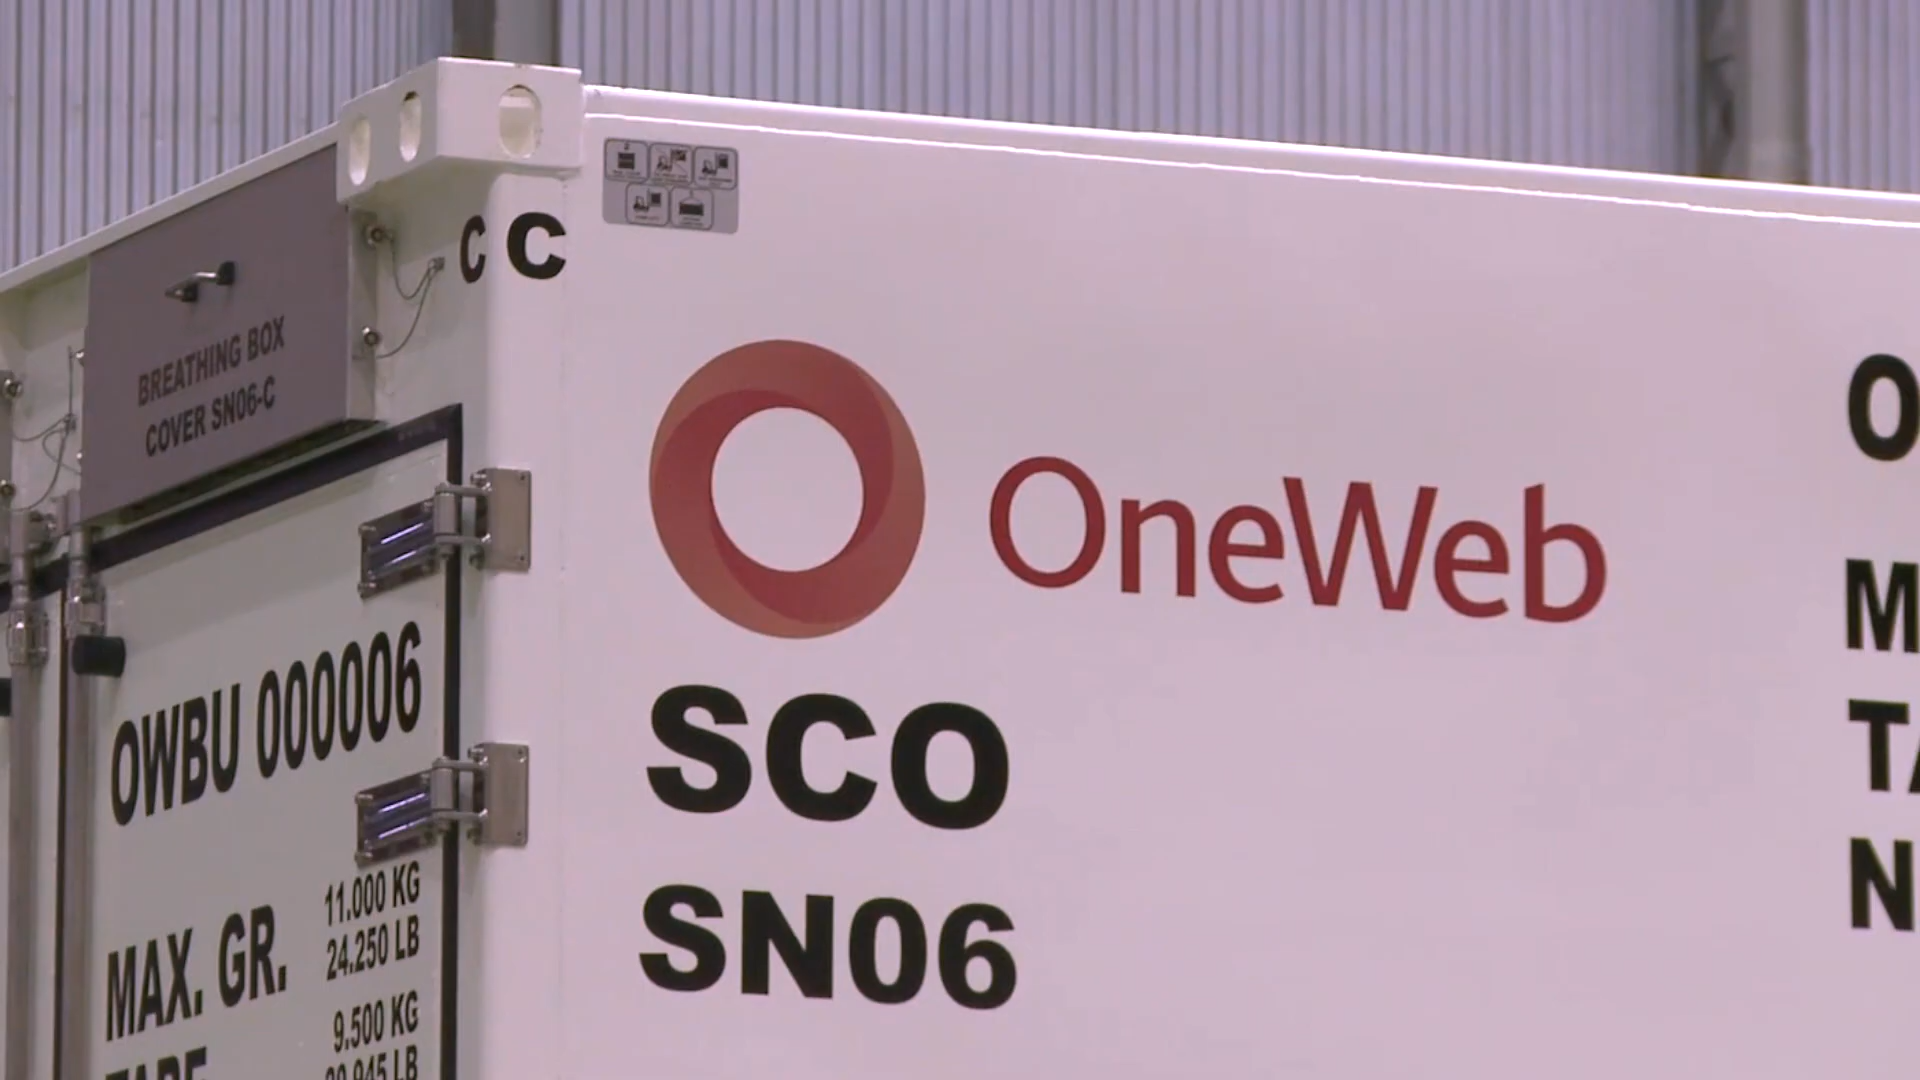 C C
BREATHING BOX
COVER SN06-C
OneWeb
OWBU 000006
SCO
SN06
MAX. GR.
11.000 KG
24.250 LB
9.500 KG
O
M
TA
N